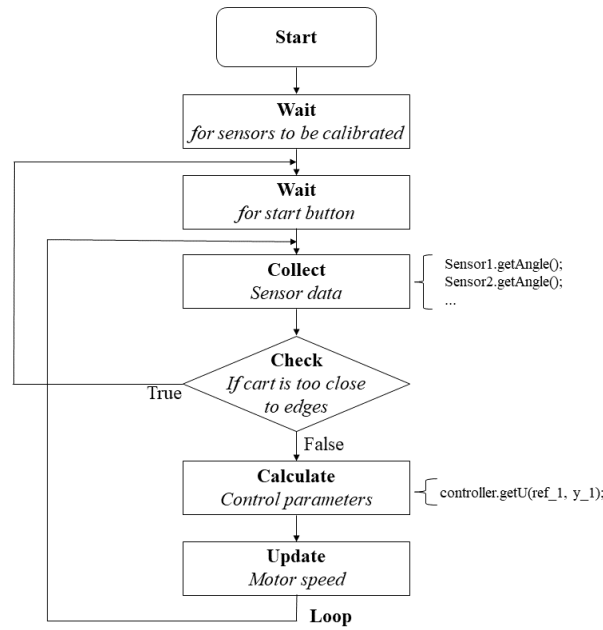 Start
Wait
for sensors to be calibrated
Wait
for start button
Collect
Sensor data
Sensor1.getAngle();
Sensor2.getAngle();
...
Check
If cart is too close
to edges
True
False
Calculate
Control parameters
controller.getU(ref_1, y_1);
Update
Motor speed
Loop